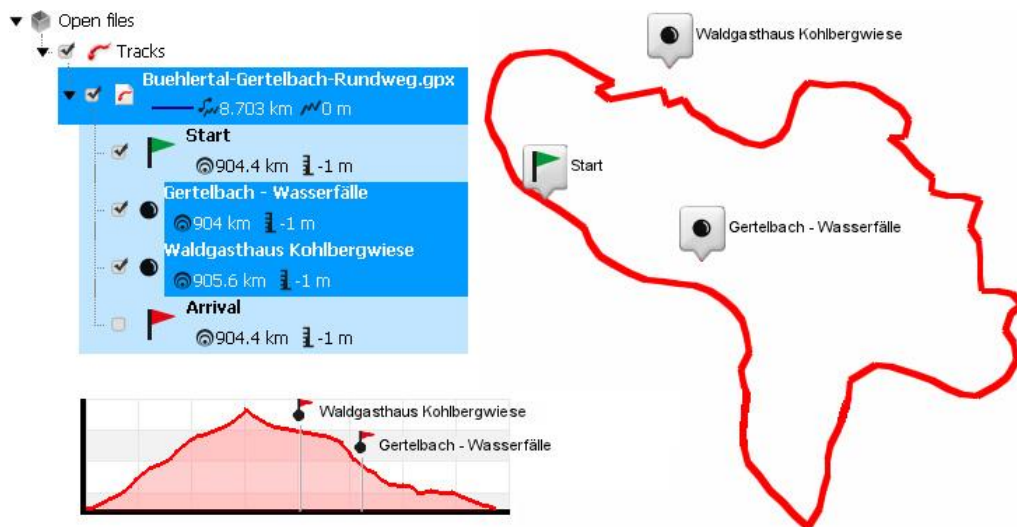 Open files
Tracks
Buehlertal-Gertelbach-Rundweg.gpx
8.703 km 0 m
Start
904.4 km -1 m
Gertelbach - Wasserfälle
904 km -1 m
Waldgasthaus Kohlbergwiese
905.6 km -1 m
Arrival
904.4 km -1 m
Waldgasthaus Kohlbergwiese
Start
Gertelbach - Wasserfälle
Waldgasthaus Kohlbergwiese
Gertelbach - Wasserfälle